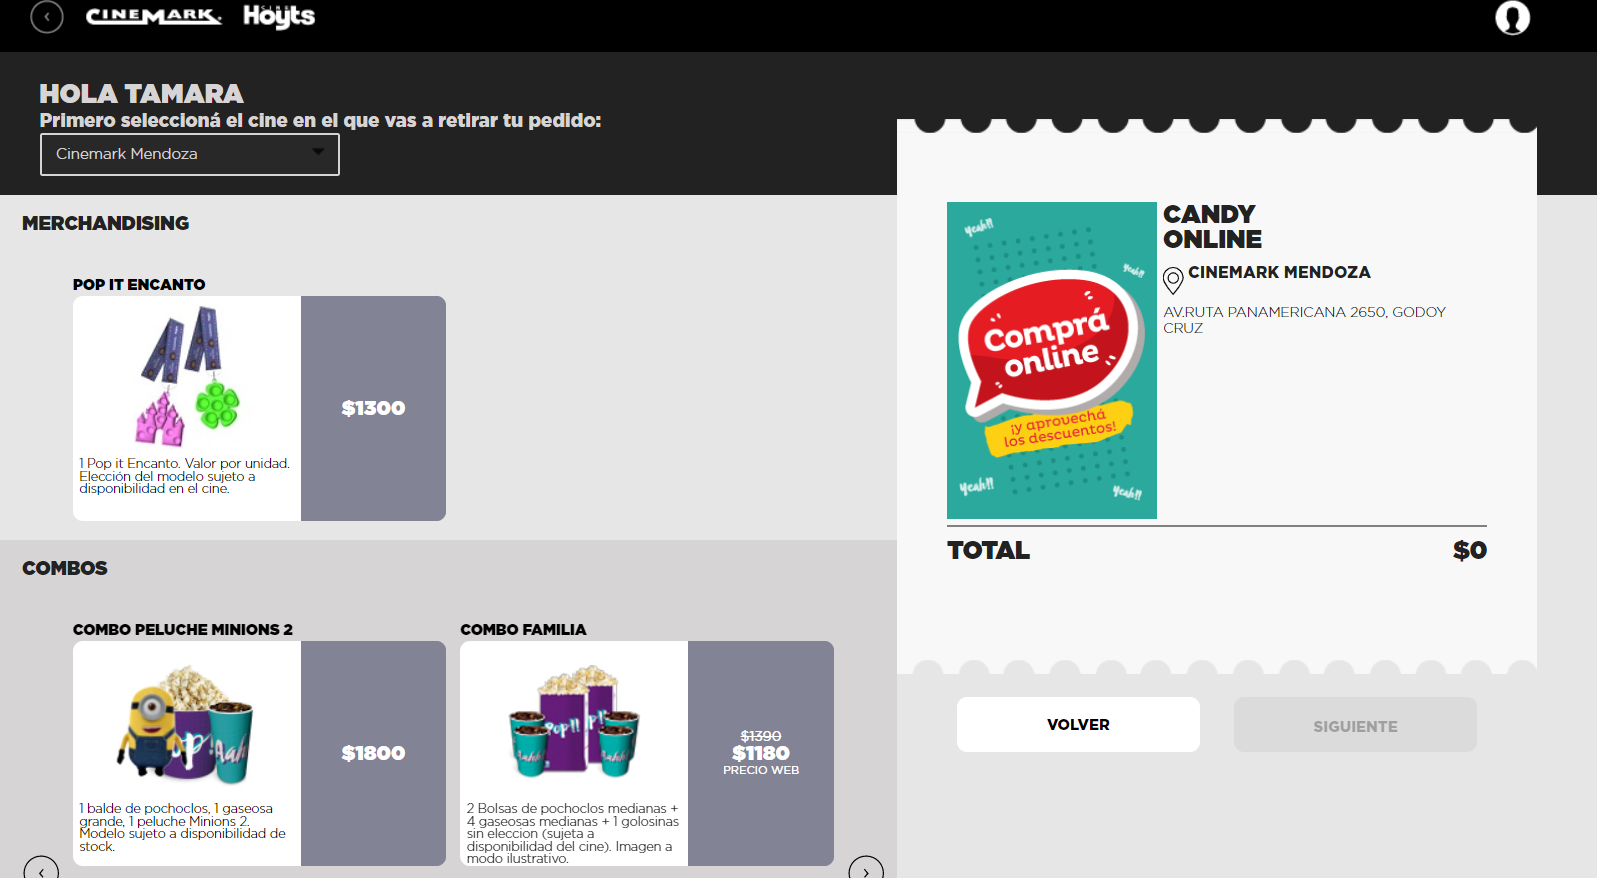 CINEMARK
CINE
Hoyts
HOLA TAMARA
Primero seleccioná el cine en el que vas a retirar tu pedido:
Cinemark Mendoza
MERCHANDISING
POP IT ENCANTO
1 Pop it Encanto. Valor por unidad.
Elección del modelo sujeto a
disponibilidad en el cine.
$1300
COMBOS
COMBO PELUCHE MINIONS 2
Pop!
Aah
1 balde de pochoclos, 1 gaseosa
grande, 1 peluche Minions 2.
Modelo sujeto a disponibilidad de
stock.
$1800
COMBO FAMILIA
Pop!!
2 Bolsas de pochoclos medianas +
4 gaseosas medianas + 1 golosinas
sin eleccion (sujeta a
disponibilidad del cine). Imagen a
modo ilustrativo.
$1390
$1180
PRECIO WEB
Yeah!!
Yeah!!
Comprá
online
¡y aprovechá
los descuentos!
Yeah!!
Yeah!!
CANDY
ONLINE
CINEMARK MENDOZA
AV.RUTA PANAMERICANA 2650, GODOY
CRUZ
TOTAL $0
VOLVER
SIGUIENTE